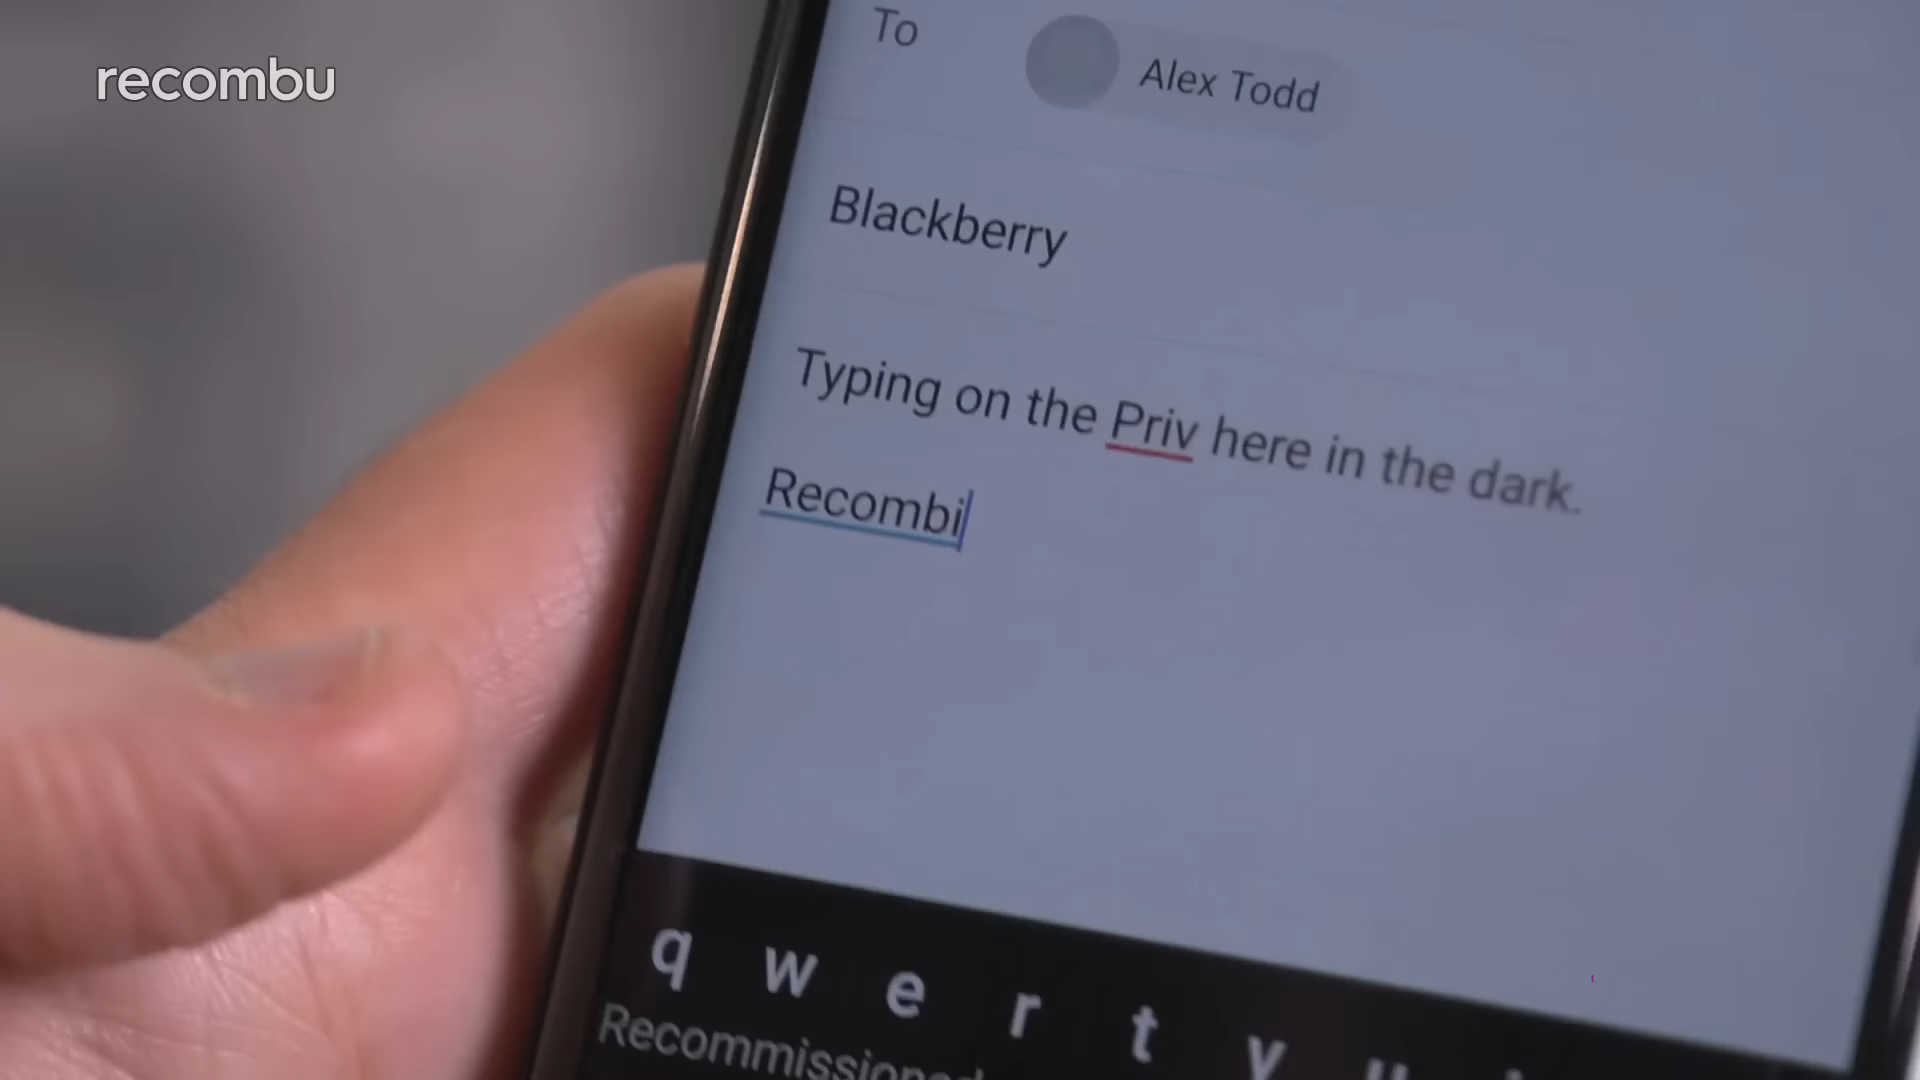 recombu
To Alex Todd
Blackberry
Typing on the Priv here in the dark.
Recombi
q w e r t y u
Recommissioned